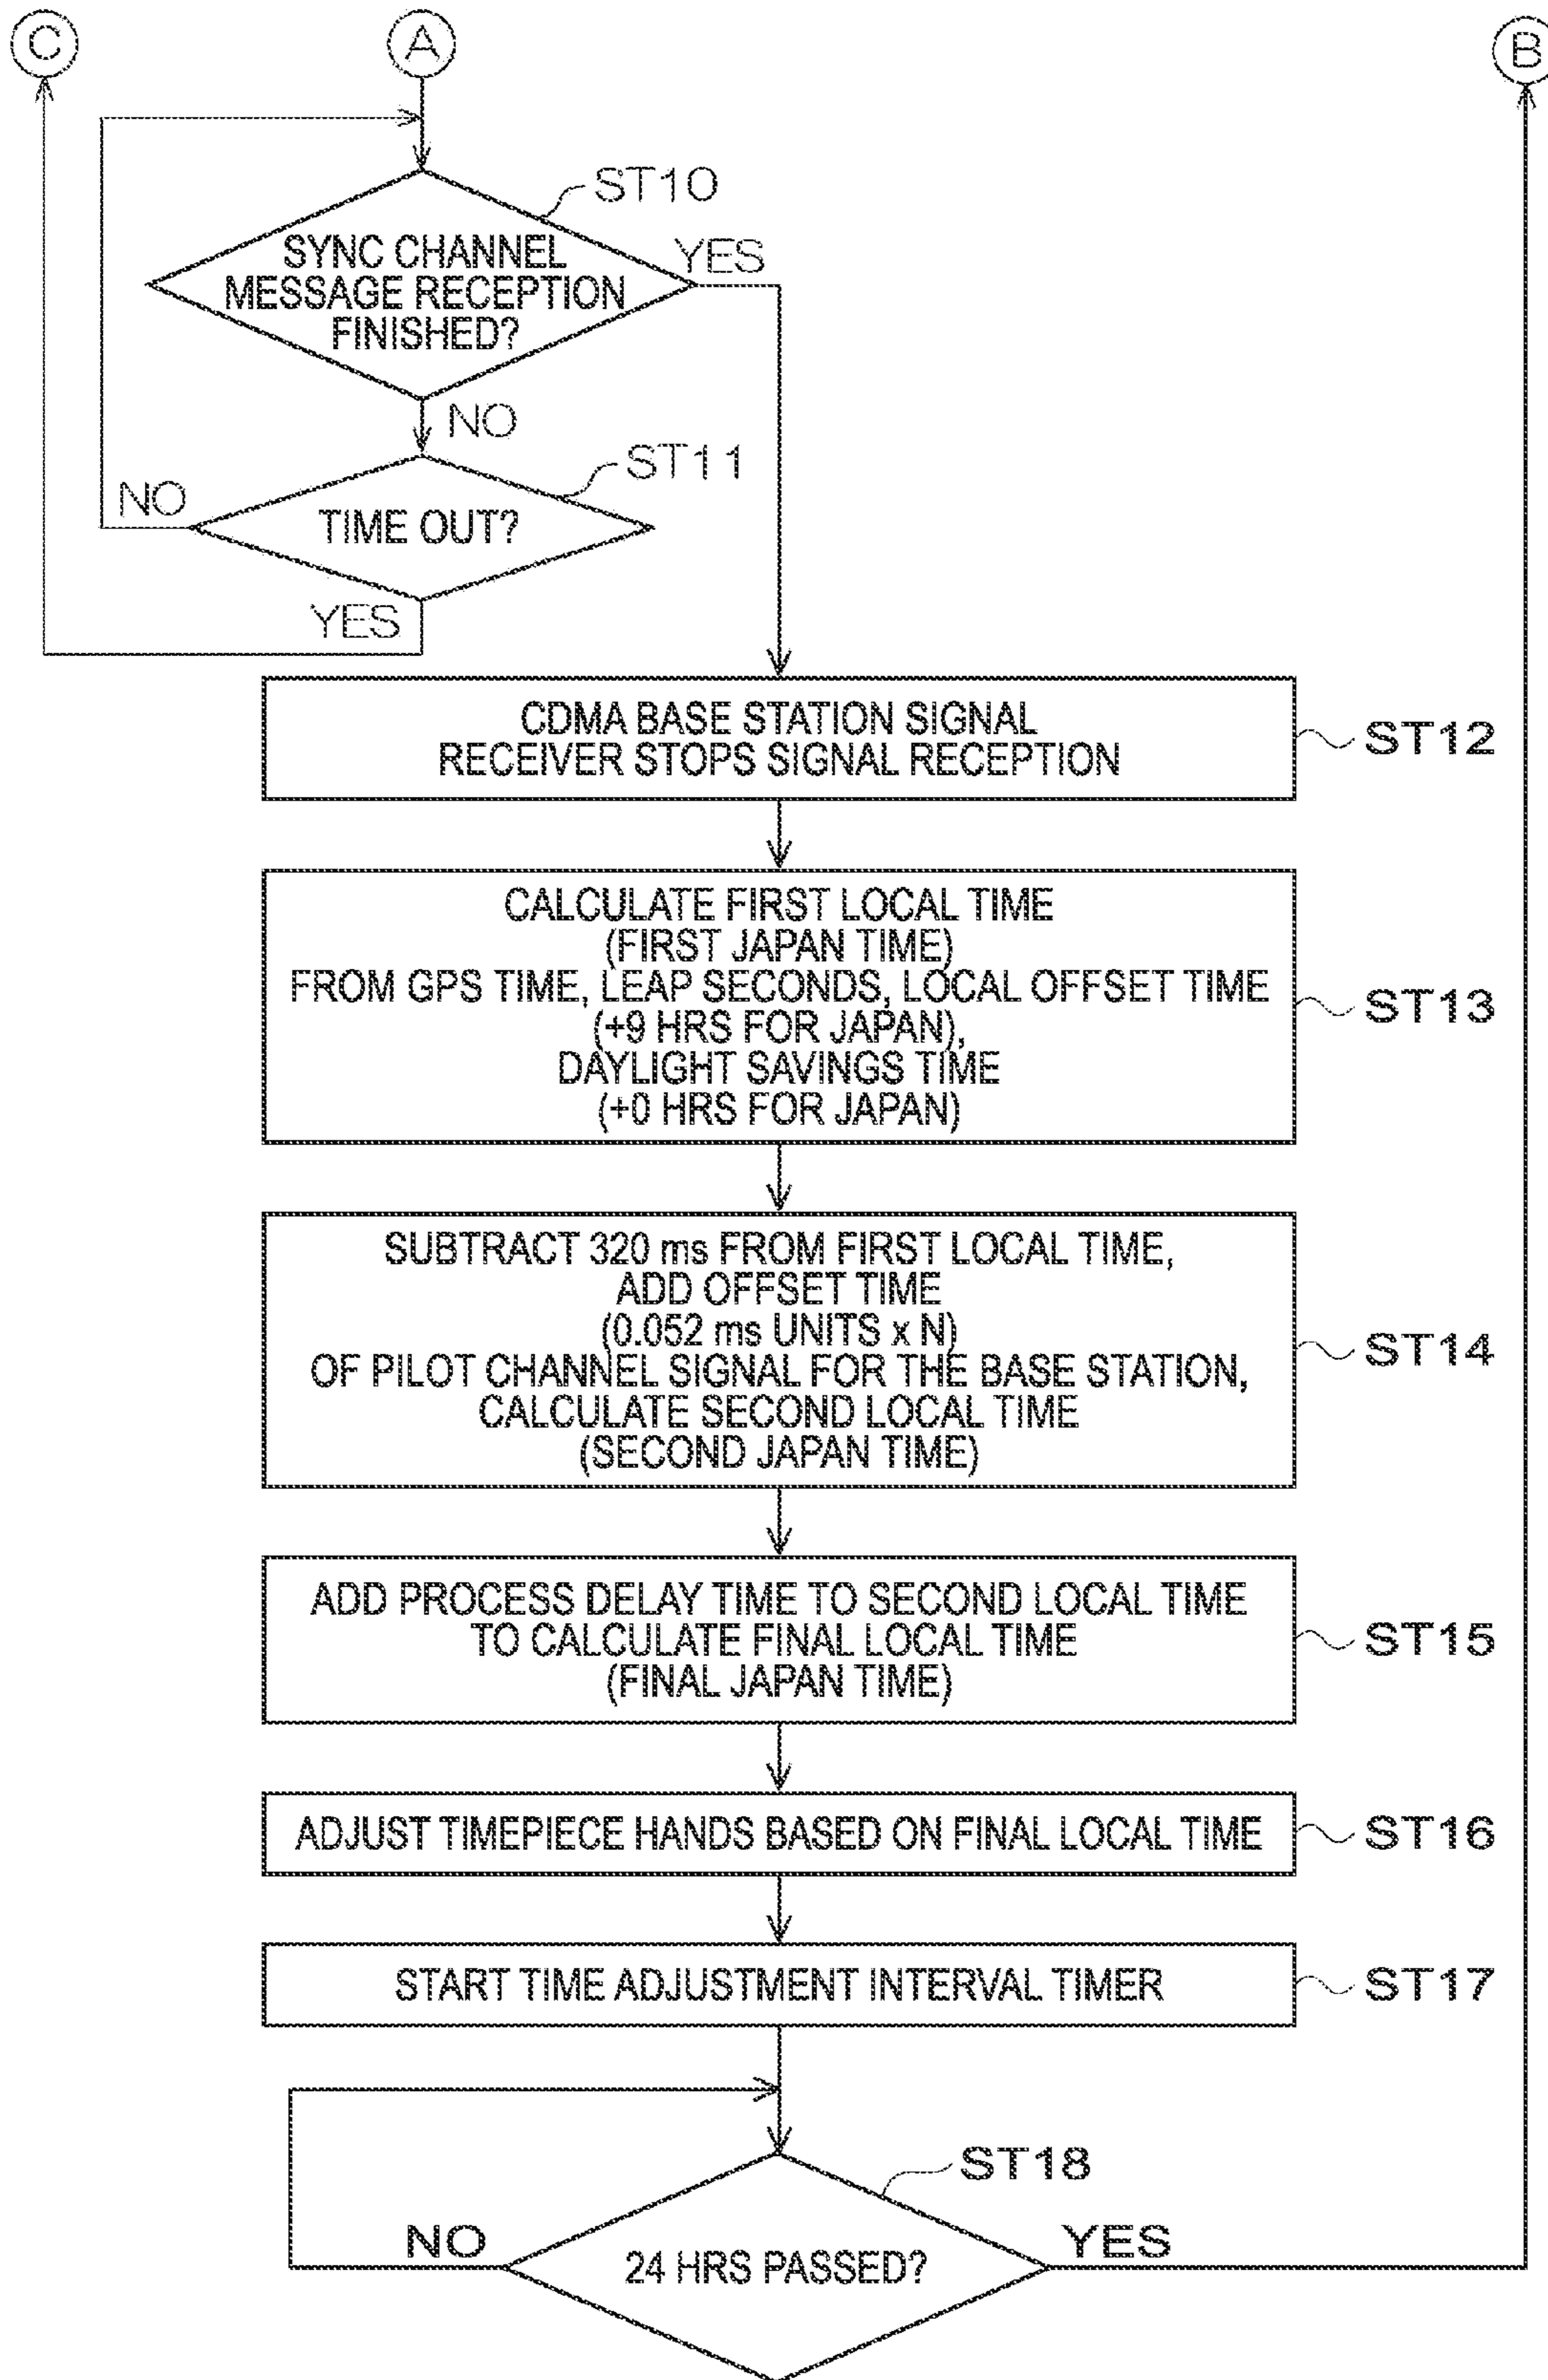 C
A
B
ST10
SYNC CHANNEL
MESSAGE RECEPTION
FINISHED?
YES
NO
ST11
NO
TIME OUT?
YES
CDMA BASE STATION SIGNAL
RECEIVER STOPS SIGNAL RECEPTION
ST12
CALCULATE FIRST LOCAL TIME
(FIRST JAPAN TIME)
FROM GPS TIME, LEAP SECONDS, LOCAL OFFSET TIME
(+9 HRS FOR JAPAN),
DAYLIGHT SAVINGS TIME
(+0 HRS FOR JAPAN)
ST13
SUBTRACT 320 ms FROM FIRST LOCAL TIME,
ADD OFFSET TIME
(0.052 ms UNITS x N)
OF PILOT CHANNEL SIGNAL FOR THE BASE STATION,
CALCULATE SECOND LOCAL TIME
(SECOND JAPAN TIME)
ST14
ADD PROCESS DELAY TIME TO SECOND LOCAL TIME
TO CALCULATE FINAL LOCAL TIME
(FINAL JAPAN TIME)
ST15
ADJUST TIMEPIECE HANDS BASED ON FINAL LOCAL TIME
ST16
START TIME ADJUSTMENT INTERVAL TIMER
ST17
ST18
NO
24 HRS PASSED?
YES